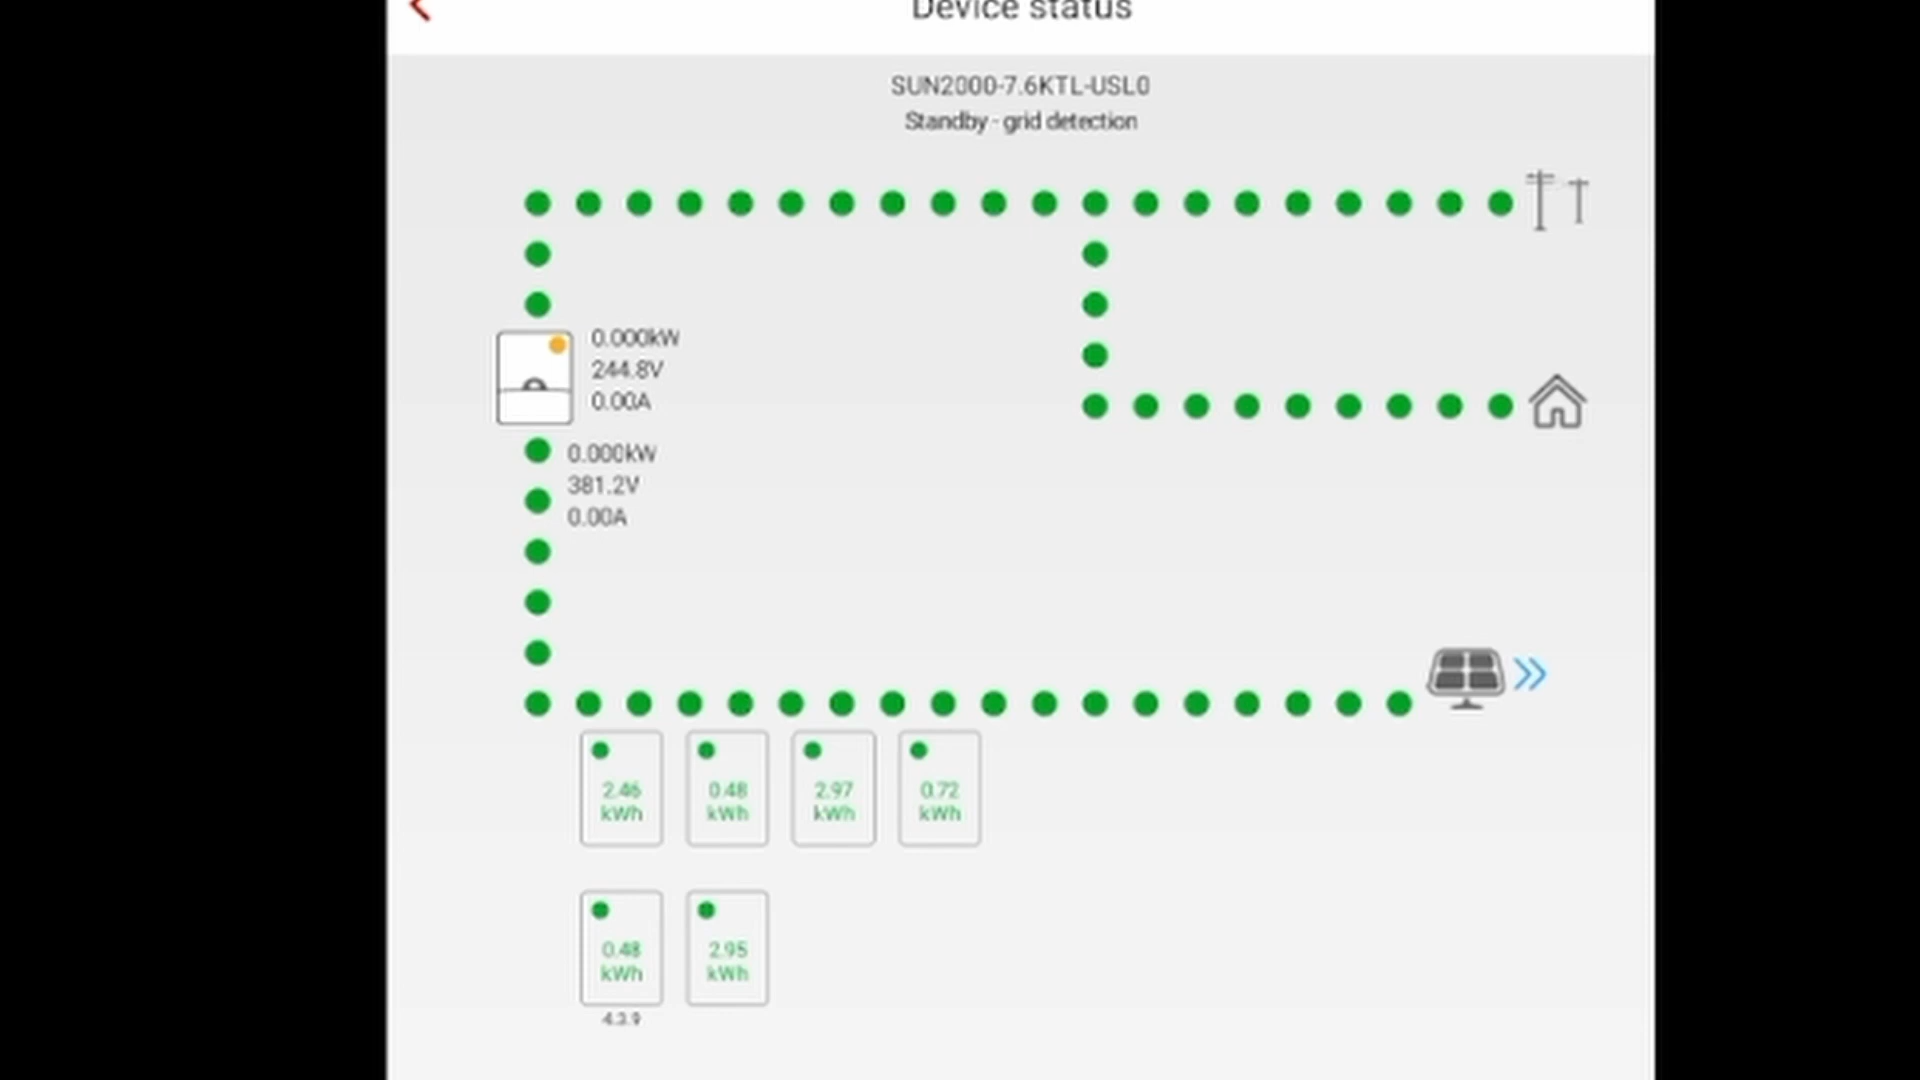 Device status
SUN2000-7.6KTL-USL0
Standby - grid detection
0.000kW
244.8V
0.00A
0.000kW
381.2V
0.00A
2.46 kWh
0.48 kWh
2.97 kWh
0.72 kWh
0.48 kWh
2.95 kWh
4.3.9